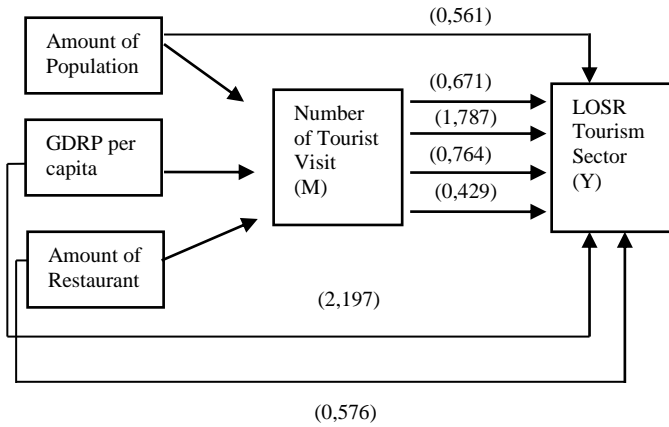 (0,561)
Amount of
Population
GDRP per
capita
Amount of
Restaurant
Number
of Tourist
Visit
(M)
(0,671)
(1,787)
(0,764)
(0,429)
LOSR
Tourism
Sector
(Y)
(2,197)
(0,576)